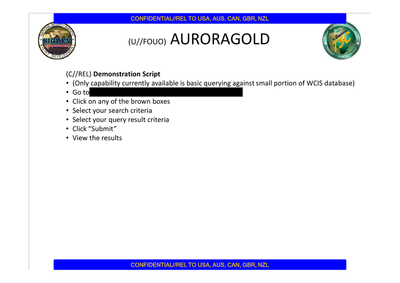 CONFIDENTIAL//REL TO USA, AUS, CAN, GBR, NZL
(U//FOUO) AURORAGOLD
SIGDEV
(C//REL) Demonstration Script
• (Only capability currently available is basic querying against small portion of WCIS database)
• Go to
• Click on any of the brown boxes
• Select your search criteria
• Select your query result criteria
• Click “Submit”
• View the results
CONFIDENTIAL//REL TO USA, AUS, CAN, GBR, NZL